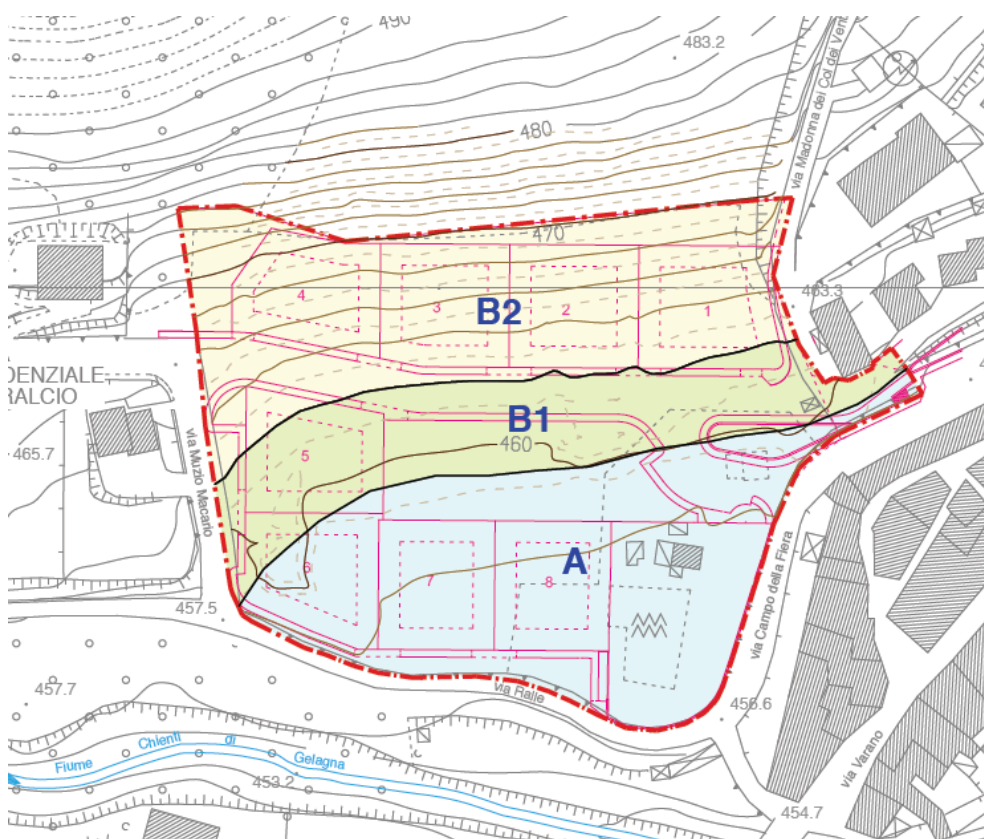 490
483.2
via Madonna del Col dei Venti
480
470
463.3
4
3
2
1
B2
DENZIALE
RALCIO
465.7
via Muzio Macario
B1
460
5
A
6
7
8
457.5
via Campo della Fiera
457.7
via Ralle
456.6
Fiume Chienti di Gelagna
453.2
via Varano
454.7